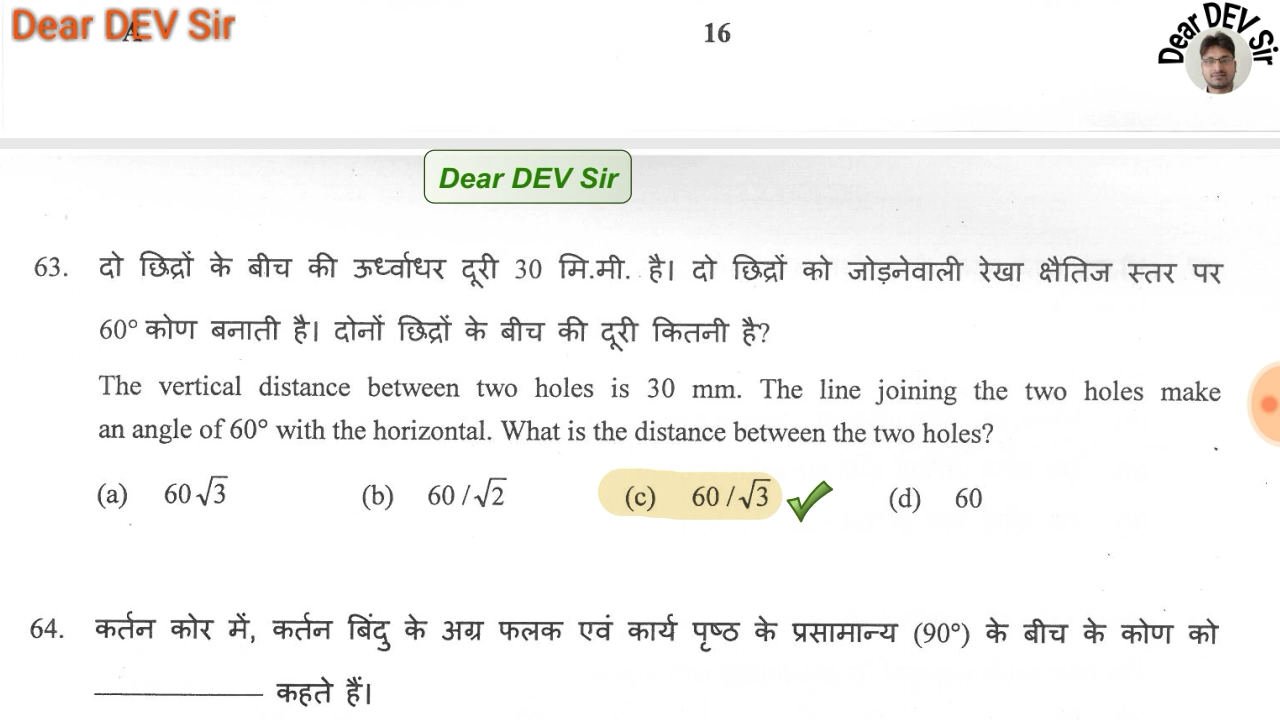 Dear DEV Sir
A
16
Dear DEV Sir
Dear DEV Sir
63. दो छिद्रों के बीच की ऊर्ध्वाधर दूरी 30 मि.मी. है। दो छिद्रों को जोड़नेवाली रेखा क्षैतिज स्तर पर
60° कोण बनाती है। दोनों छिद्रों के बीच की दूरी कितनी है?
The vertical distance between two holes is 30 mm. The line joining the two holes make
an angle of 60° with the horizontal. What is the distance between the two holes?
(a) 60√3 (b) 60/√2 (c) 60/√3 (d) 60
64. कर्तन कोर में, कर्तन बिंदु के अग्र फलक एवं कार्य पृष्ठ के प्रसामान्य (90°) के बीच के कोण को
____________ कहते हैं।